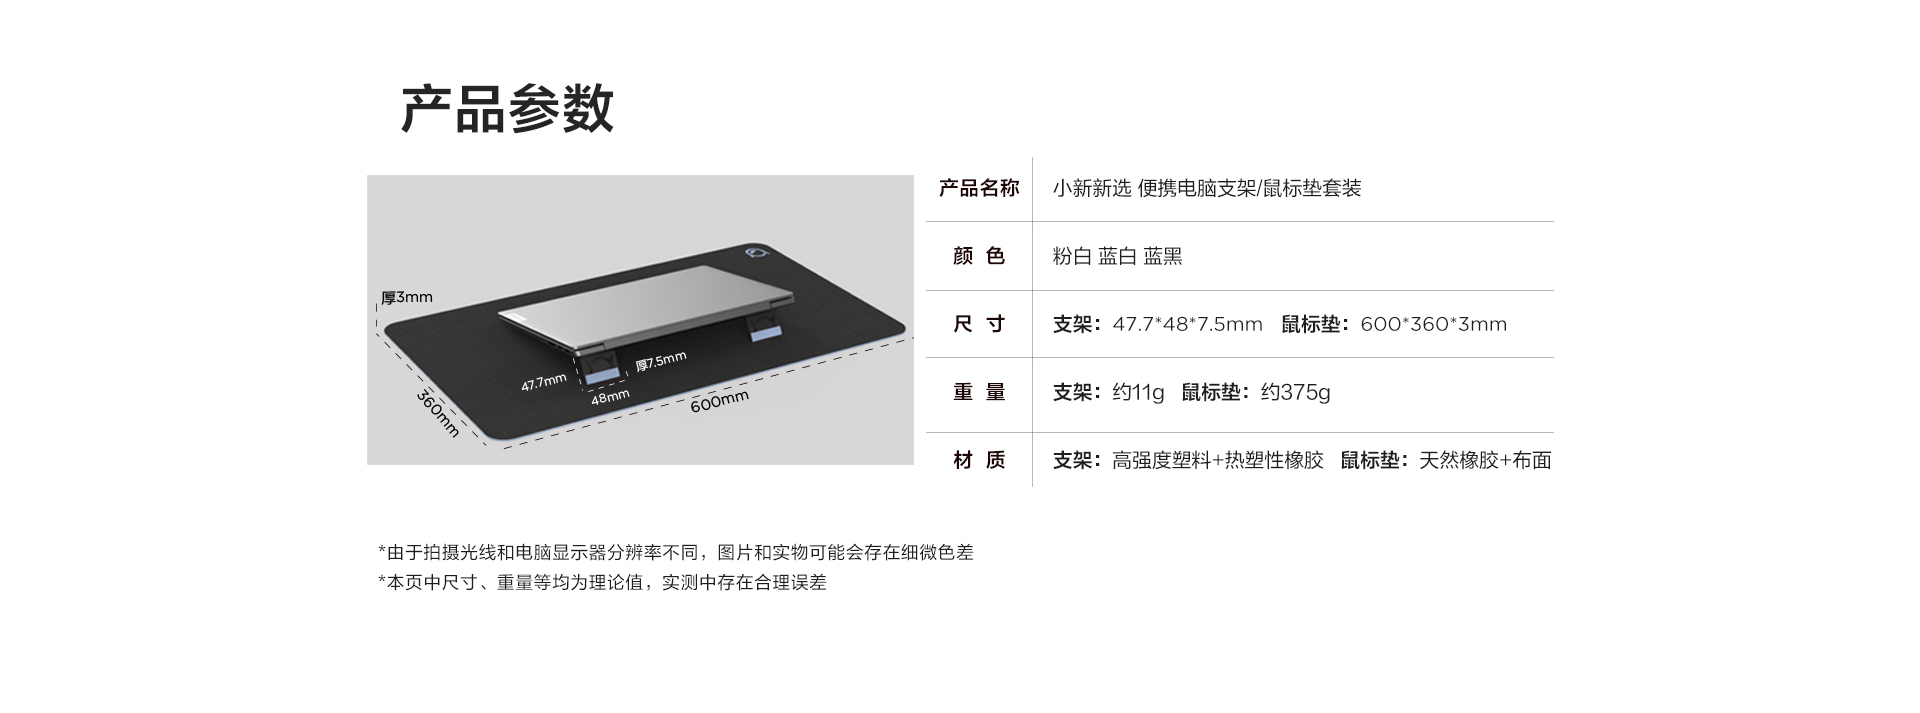 产品参数
厚3mm
47.7mm
厚7.5mm
48mm
600mm
360mm
产品名称 小新新选 便携电脑支架/鼠标垫套装
颜 色 粉白 蓝白 蓝黑
尺 寸 支架：47.7*48*7.5mm 鼠标垫：600*360*3mm
重 量 支架：约11g 鼠标垫：约375g
材 质 支架：高强度塑料+热塑性橡胶 鼠标垫：天然橡胶+布面
*由于拍摄光线和电脑显示器分辨率不同，图片和实物可能会存在细微色差
*本页中尺寸、重量等均为理论值，实测中存在合理误差